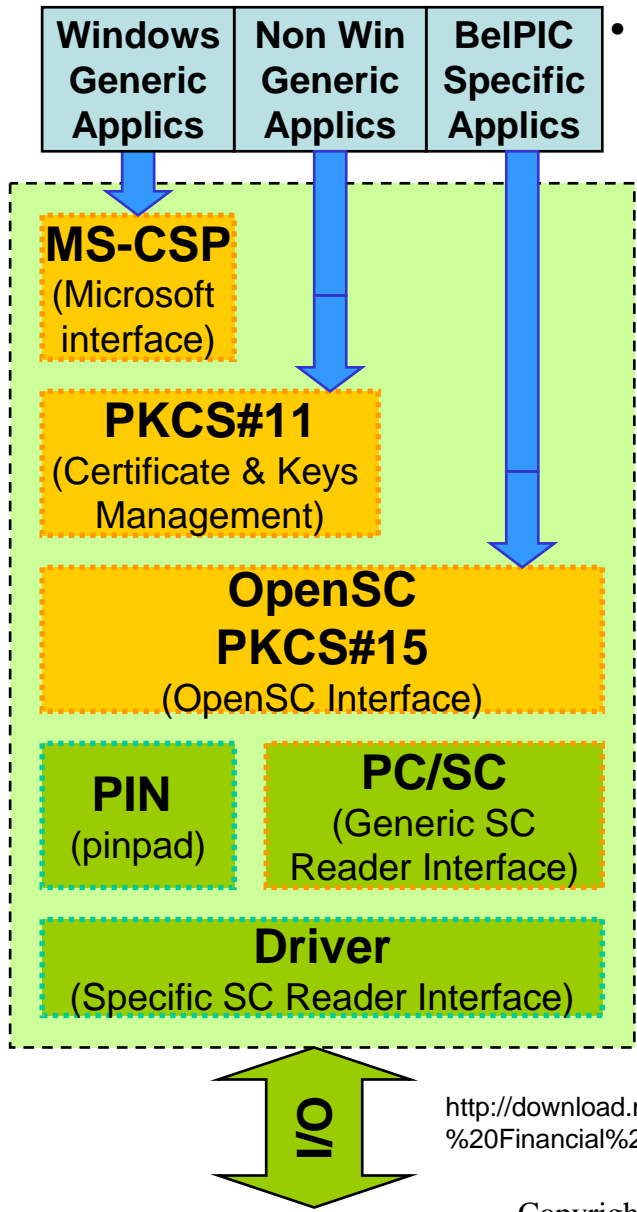 Windows
Generic
Applics
Non Win
Generic
Applics
BelPIC
Specific
Applics
•
MS-CSP
(Microsoft
interface)
PKCS#11
(Certificate & Keys
Management)
OpenSC
PKCS#15
(OpenSC Interface)
PIN
(pinpad)
PC/SC
(Generic SC
Reader Interface)
Driver
(Specific SC Reader Interface)
I/O
http://download.
%20Financial%2
Copyright